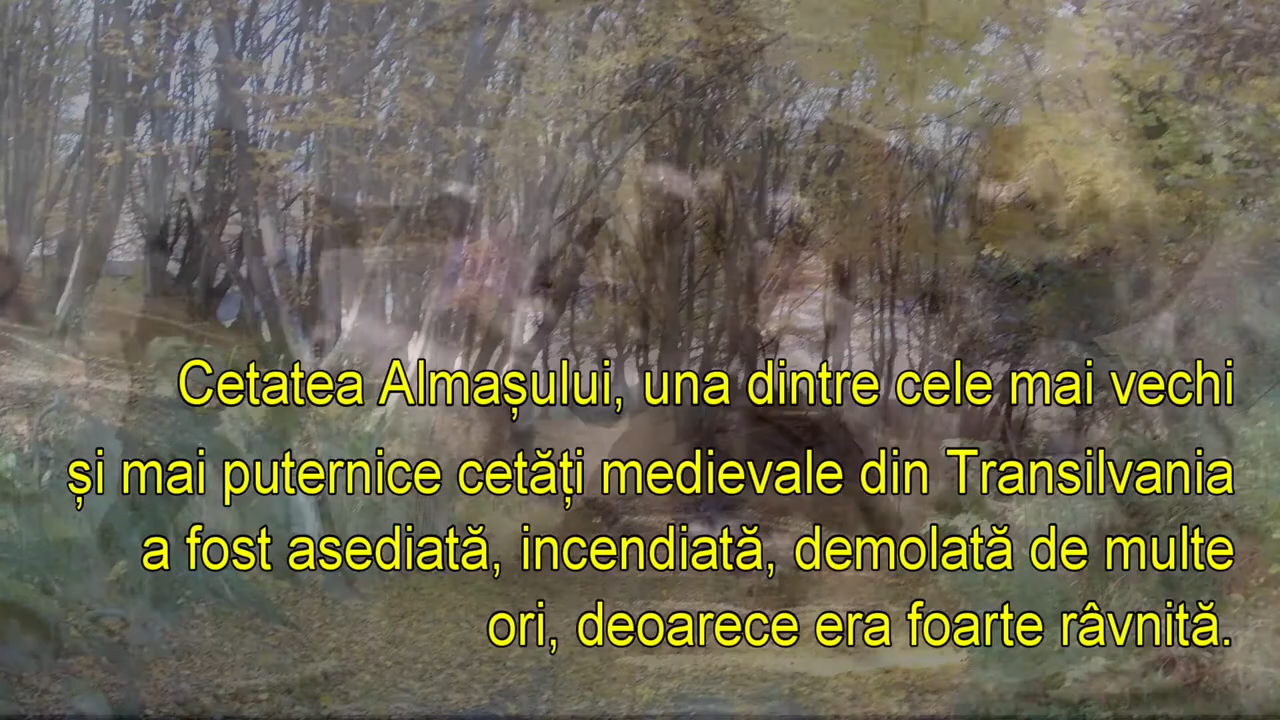 Cetatea Almașului, una dintre cele mai vechi
și mai puternice cetăți medievale din Transilvania
a fost asediată, incendiată, demolată de multe
ori, deoarece era foarte râvnită.